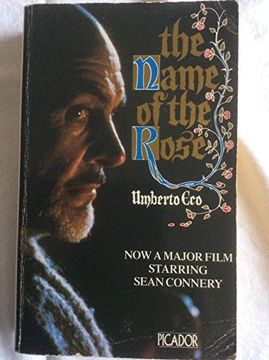 the
Name
of the
Rose
Umberto Eco
NOW A MAJOR FILM
STARRING
SEAN CONNERY
PICADOR